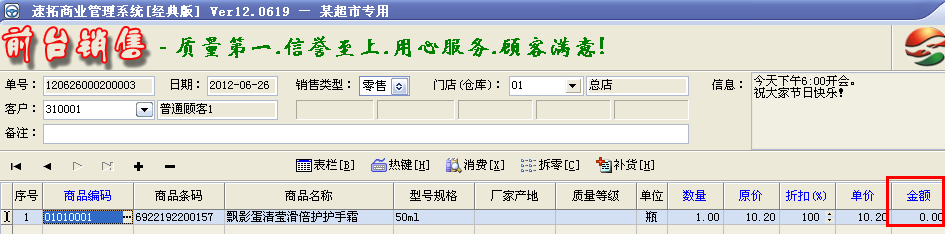 速拓商业管理系统[经典版] Ver12.0619 － 某超市专用
前台销售 - 质量第一.信誉至上.用心服务.顾客满意!
单号： 120626000200003 日期： 2012-06-26 销售类型： 零售 门店(仓库)： 01 总店 信息： 今天下午6:00开会。
祝大家节日快乐！
客户： 310001 普通顾客1
备注：
表栏[B] 热键[H] 消费[X] 拆零[C] 补货[H]
序号 商品编码 商品条码 商品名称 型号规格 厂家产地 质量等级 单位 数量 原价 折扣(%) 单价 金额
1 01010001 6922192200157 飘影蛋清莹滑倍护护手霜 50ml 瓶 1.00 10.20 100 10.20 0.00